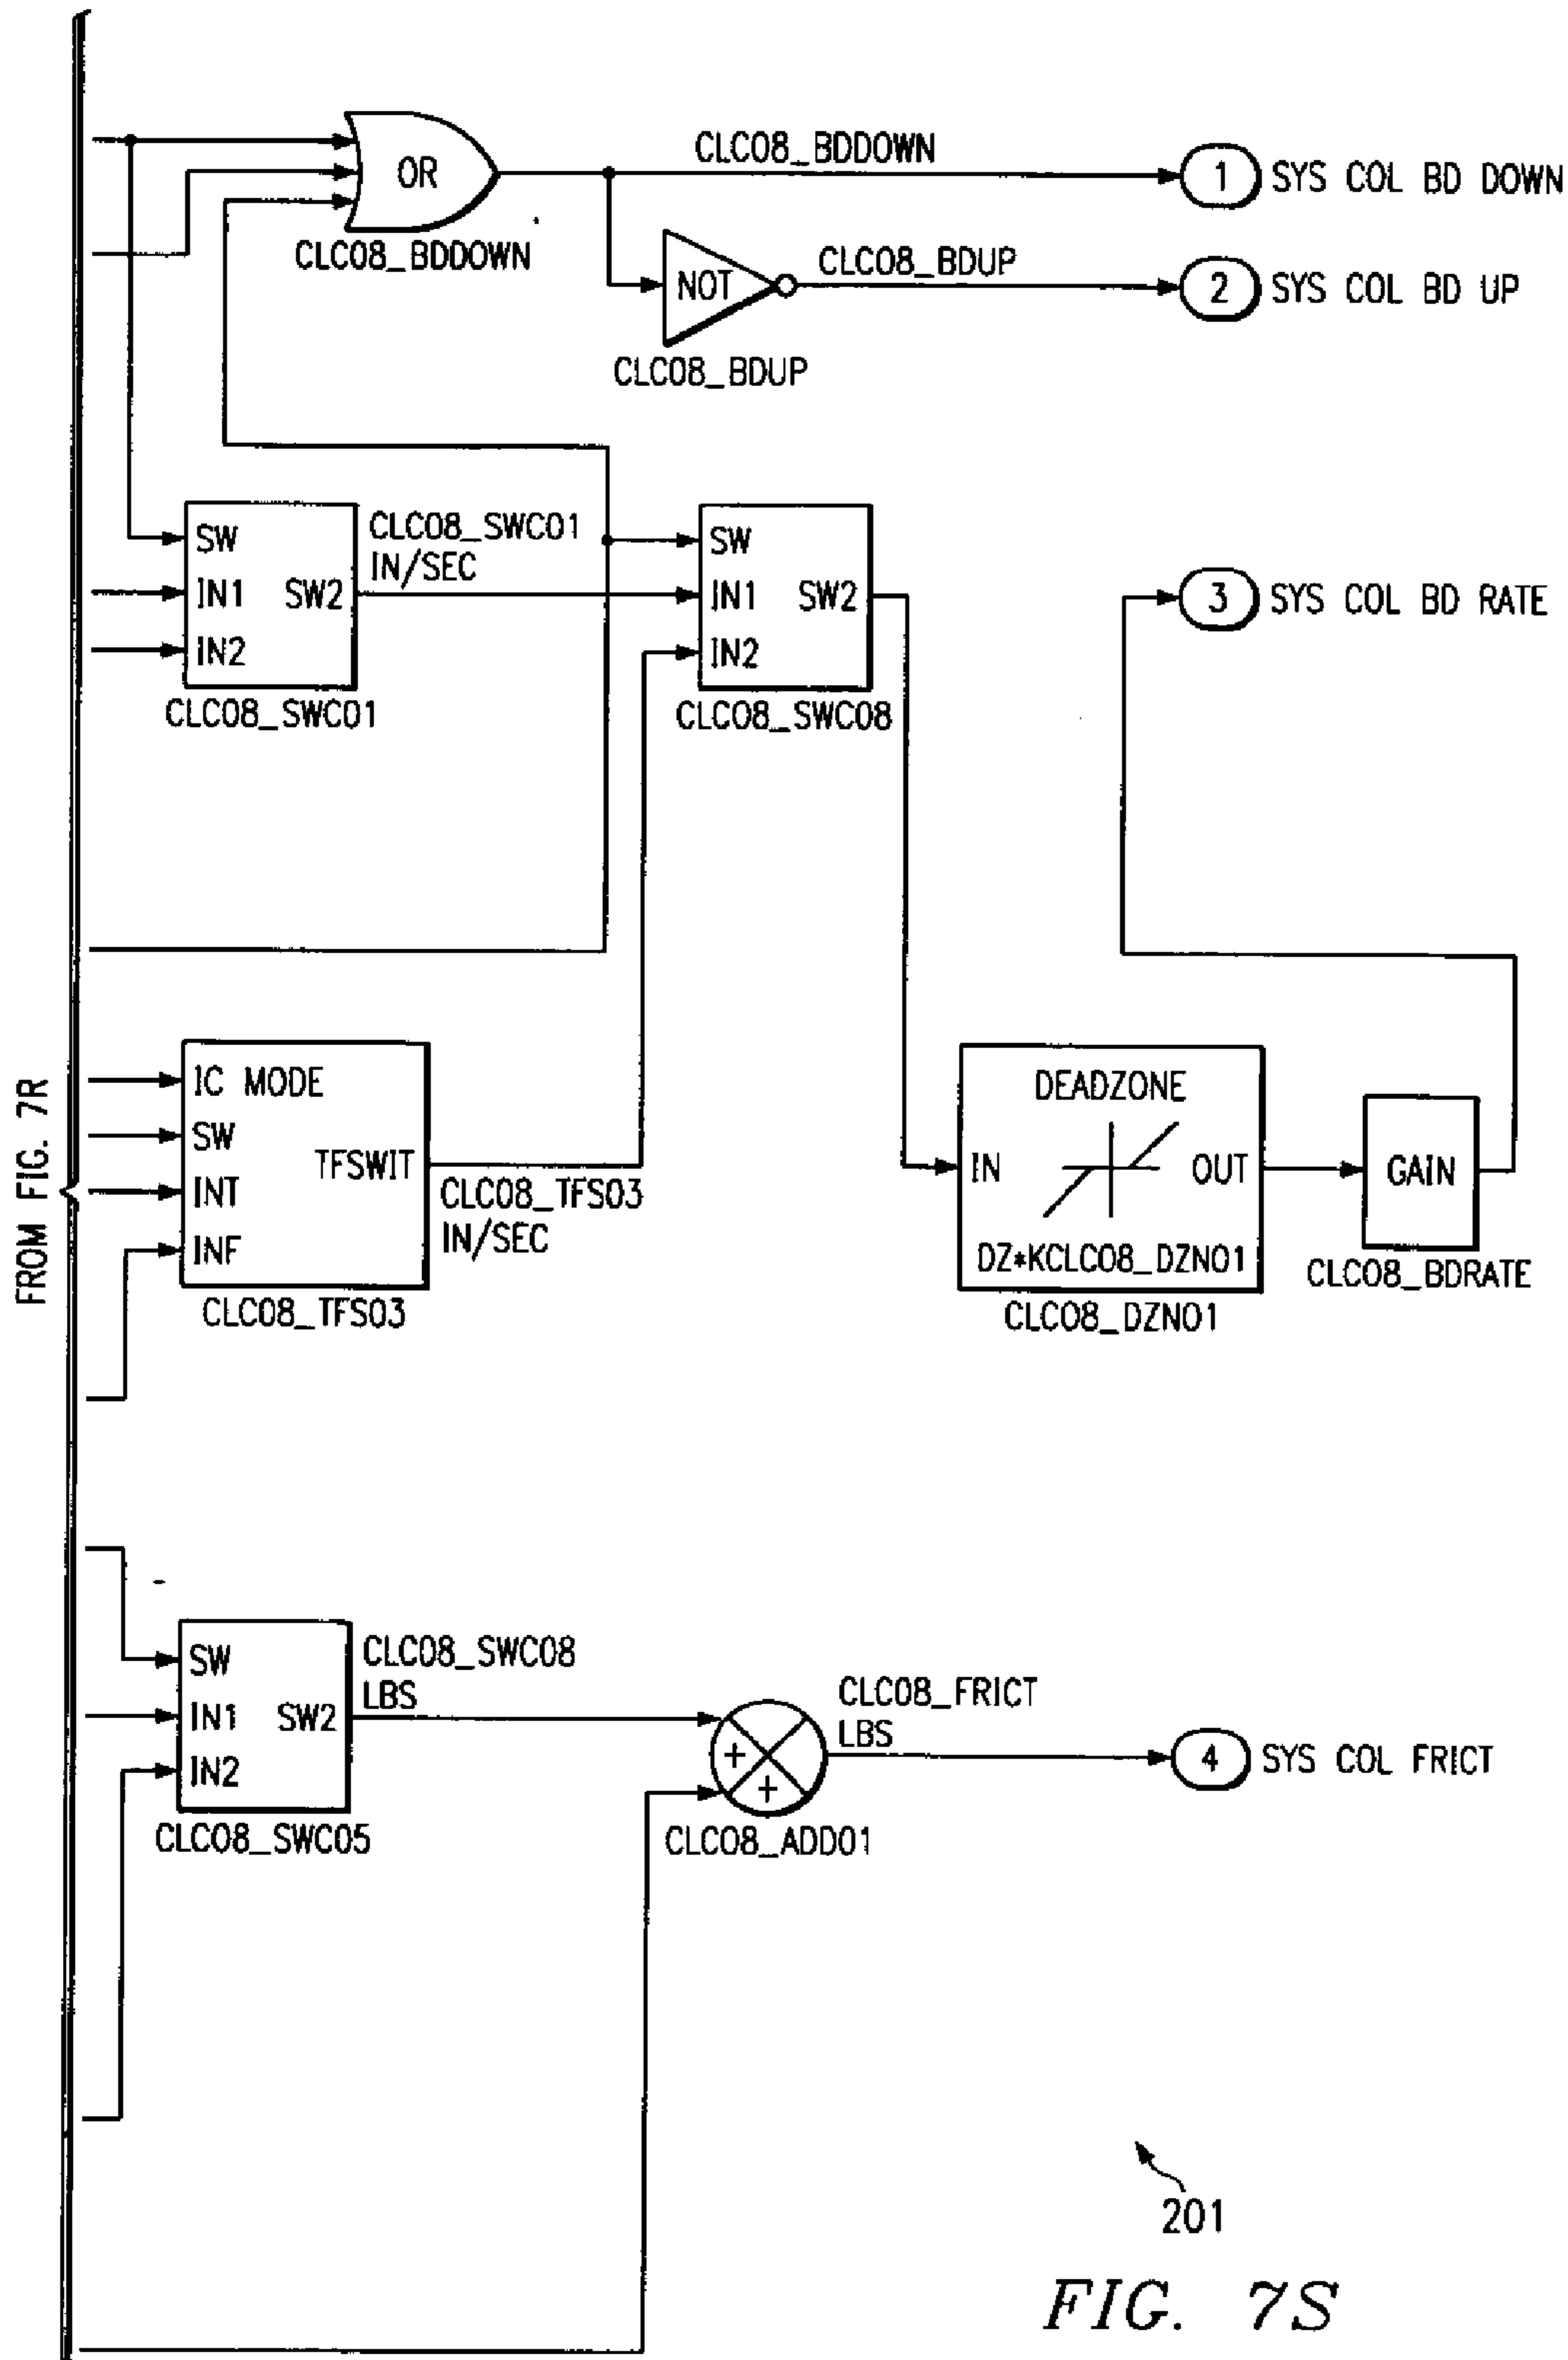 OR
CLC08_BDDOWN
CLC08_BDDOWN
1 SYS COL BD DOWN
NOT
CLC08_BDUP
CLC08_BDUP
2 SYS COL BD UP
SW
IN1 SW2
IN2
CLC08_SWC01
CLC08_SWC01
IN/SEC
SW
IN1 SW2
IN2
CLC08_SWC08
3 SYS COL BD RATE
FROM FIG. 7R
IC MODE
SW
TFSWIT
INT
INF
CLC08_TFS03
CLC08_TFS03
IN/SEC
DEADZONE
IN OUT
DZ*KCLC08_DZN01
CLC08_DZN01
GAIN
CLC08_BDRATE
SW
IN1 SW2
IN2
CLC08_SWC05
CLC08_SWC08
LBS
+
+
CLC08_ADD01
CLC08_FRICT
LBS
4 SYS COL FRICT
201
FIG. 7S